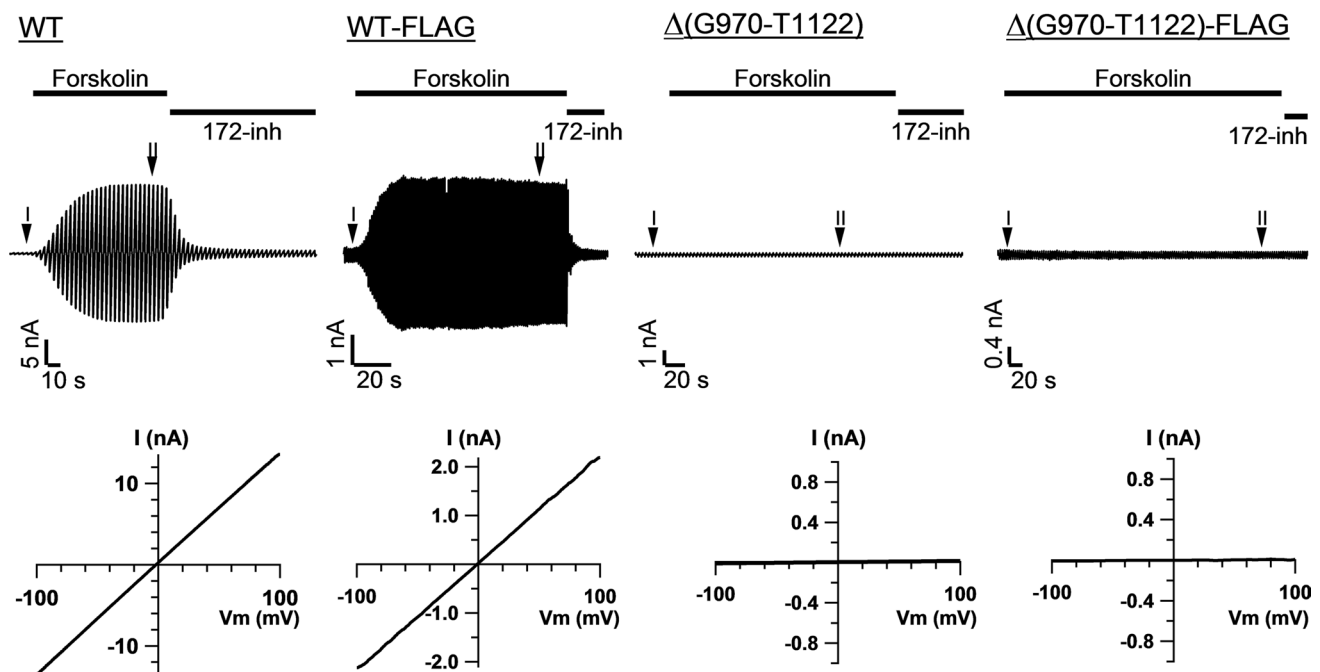 WT
WT-FLAG
Δ(G970-T1122)
Δ(G970-T1122)-FLAG
Forskolin
Forskolin
Forskolin
Forskolin
172-inh
172-inh
172-inh
172-inh
I
II
I
II
I
II
I
II
5 nA
10 s
1 nA
20 s
1 nA
20 s
0.4 nA
20 s
I (nA)
10
-100
100
Vm (mV)
-10
I (nA)
2.0
1.0
-100
100
-1.0
Vm (mV)
-2.0
I (nA)
0.8
0.4
-100
100
-0.4
Vm (mV)
-0.8
I (nA)
0.8
0.4
-100
100
-0.4
Vm (mV)
-0.8